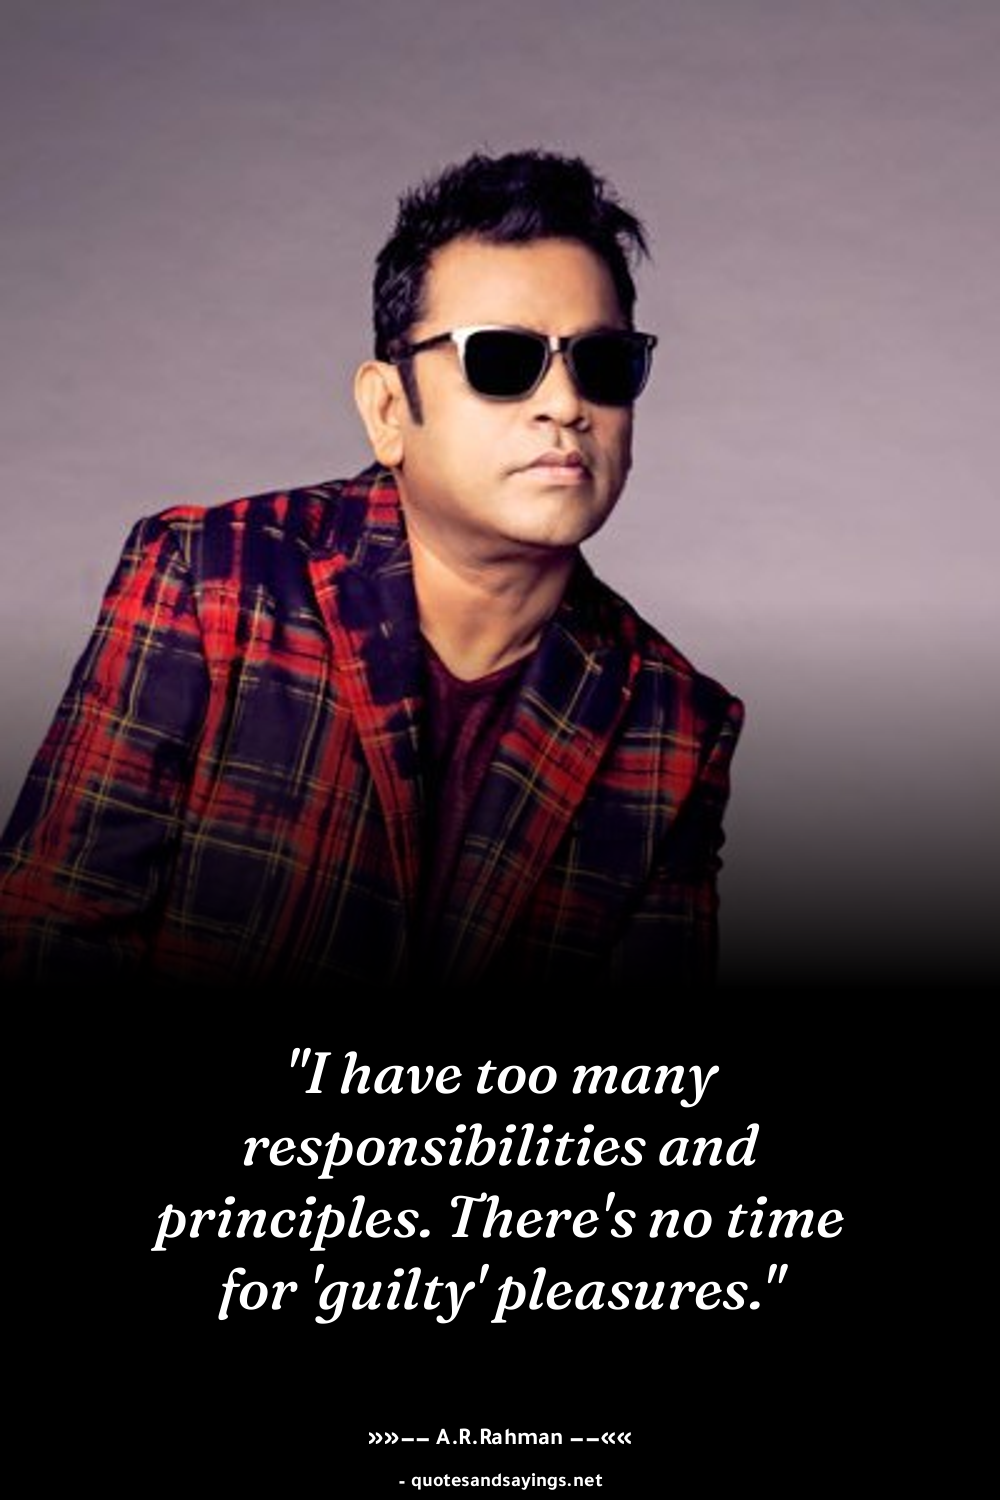 "I have too many
responsibilities and
principles. There's no time
for 'guilty' pleasures."
»»−− A.R.Rahman −−««
- quotesandsayings.net